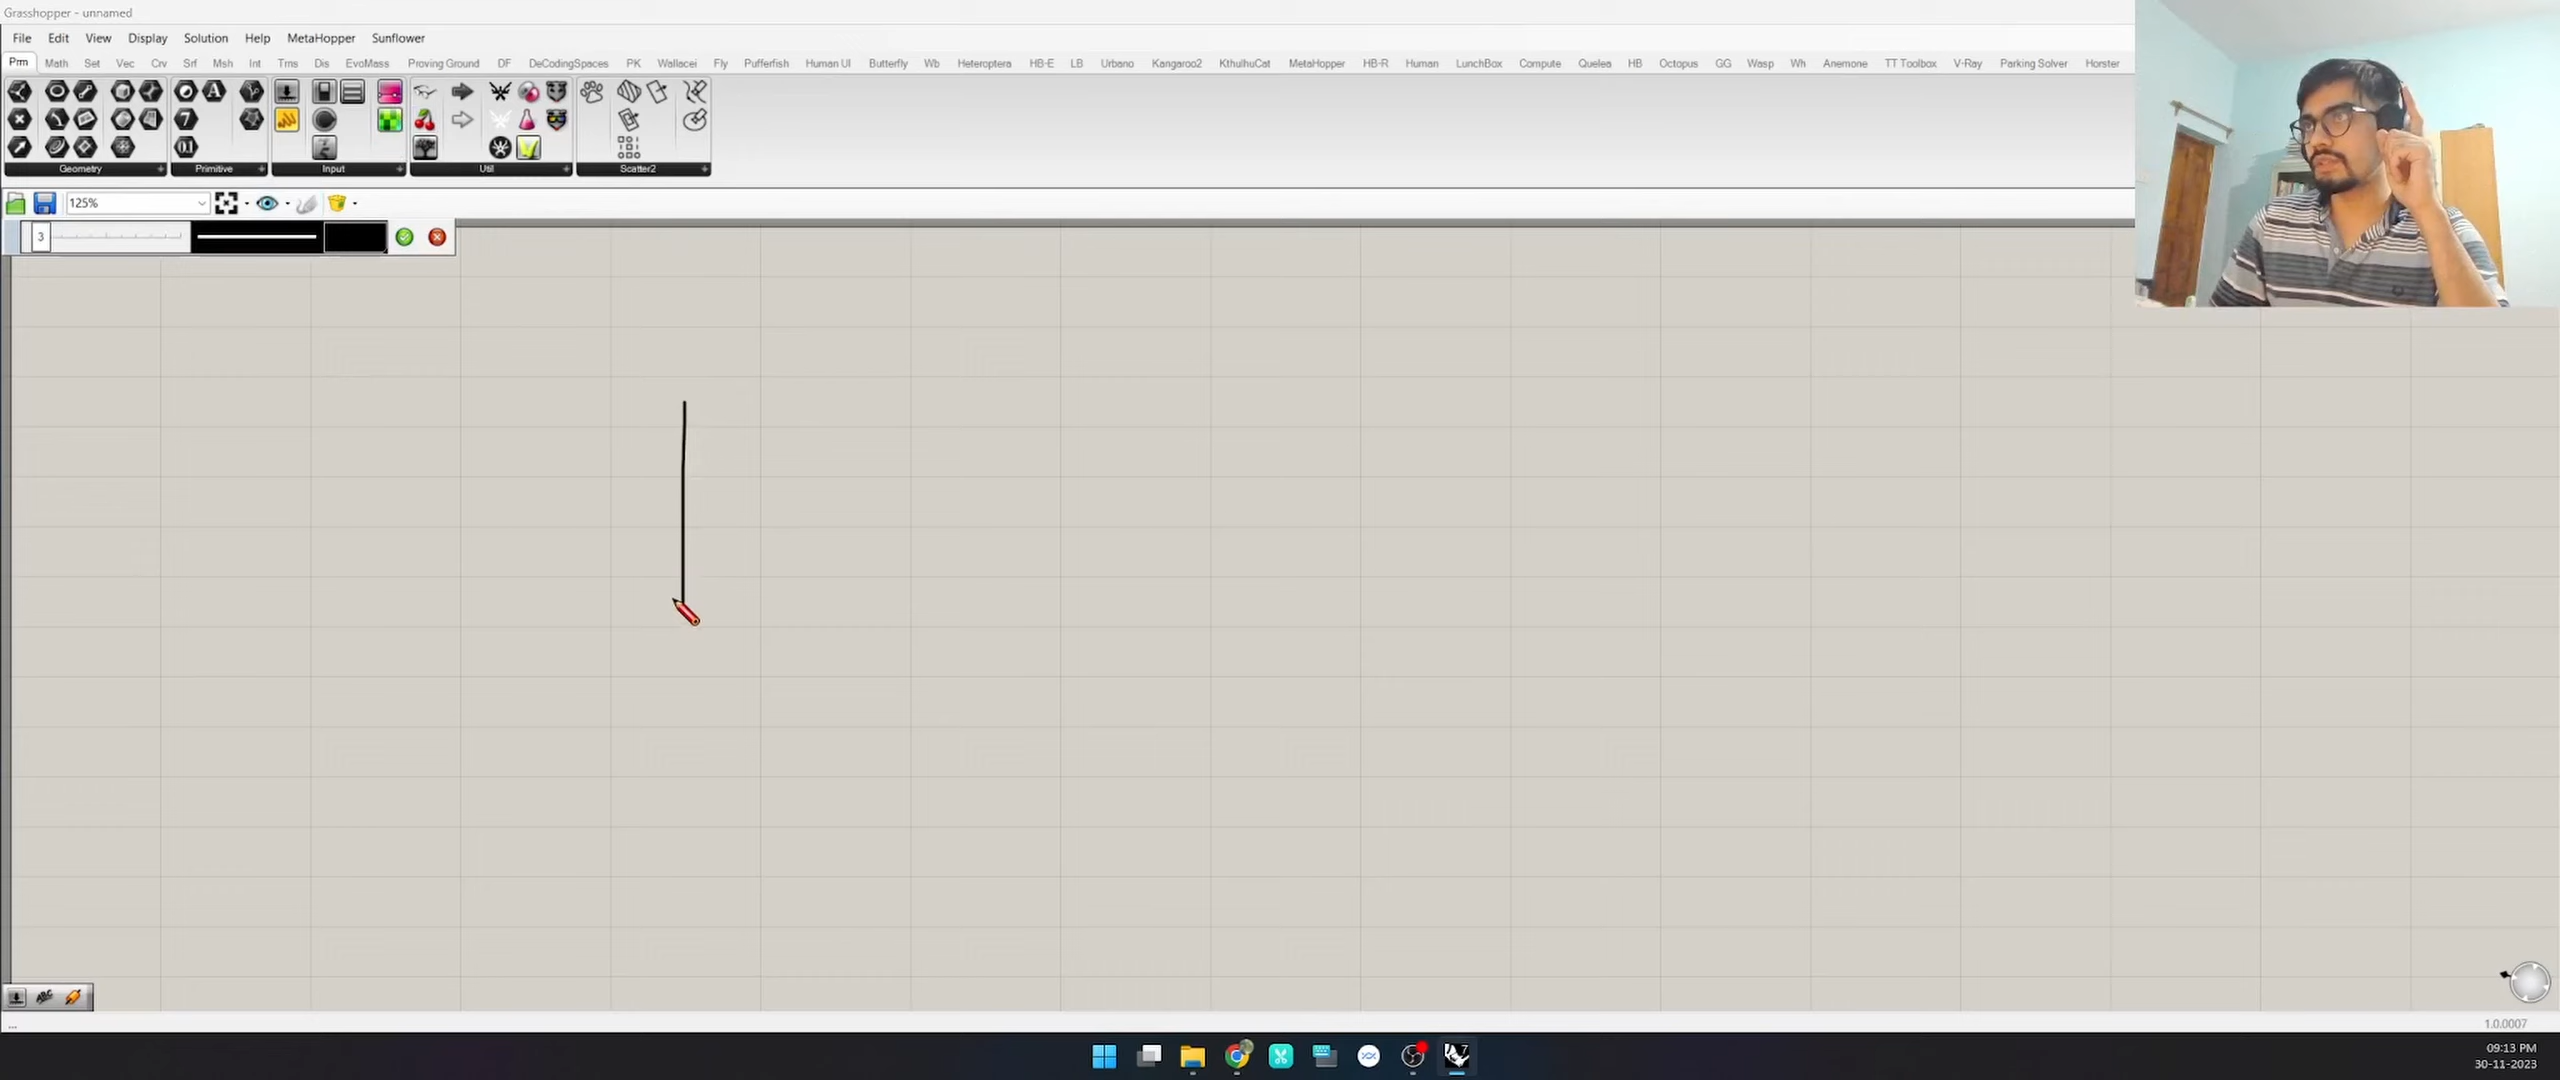 Grasshopper - unnamed
File Edit View Display Solution Help MetaHopper Sunflower
Prm Math Set Vec Crv Srf Msh Int Trns Dis EvoMass Proving Ground DF DeCodingSpaces PK Wallacei Fly Pufferfish Human UI Butterfly Wb Heteroptera HB-E LB Urbano Kangaroo2 KthulhuCat MetaHopper HB-R Human LunchBox Compute Quelea HB Octopus GG Wasp Wh Anemone TT Toolbox V-Ray Parking Solver Horster
Geometry Primitive Input Util Scatter2
125%
3
...
1.0.0007
09:13 PM
30-11-2023